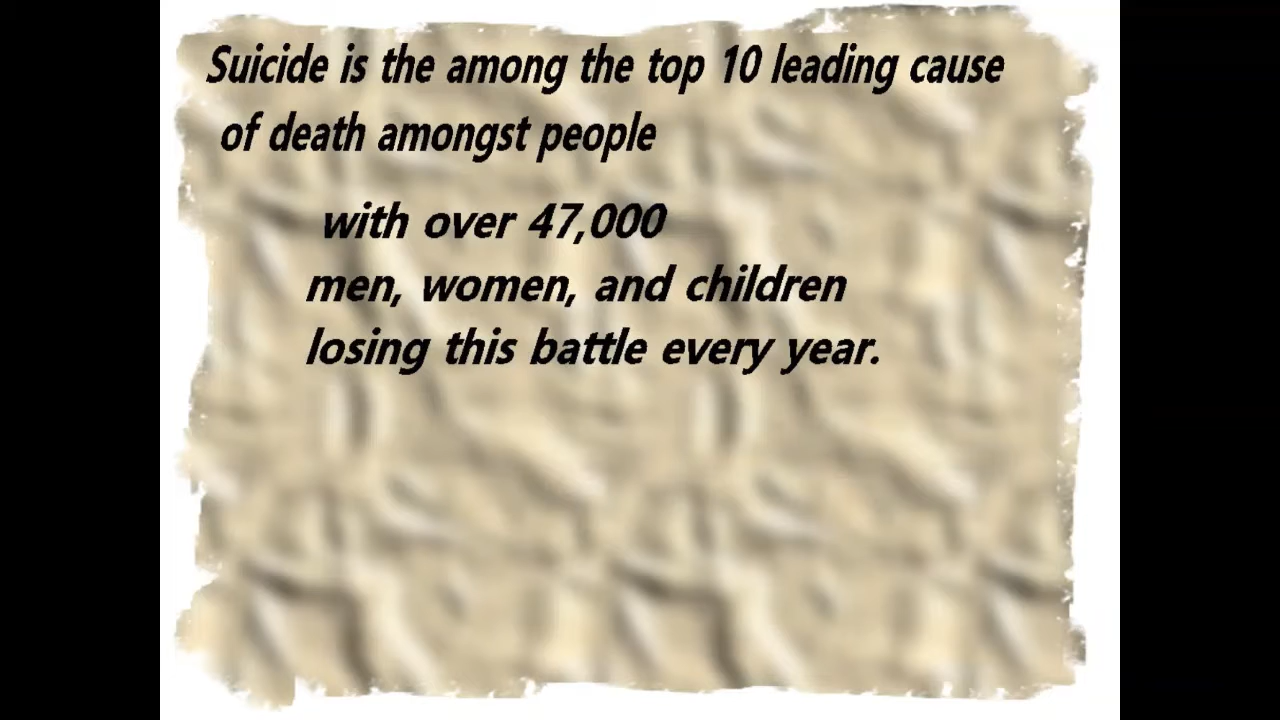 Suicide is the among the top 10 leading cause
of death amongst people
with over 47,000
men, women, and children
losing this battle every year.